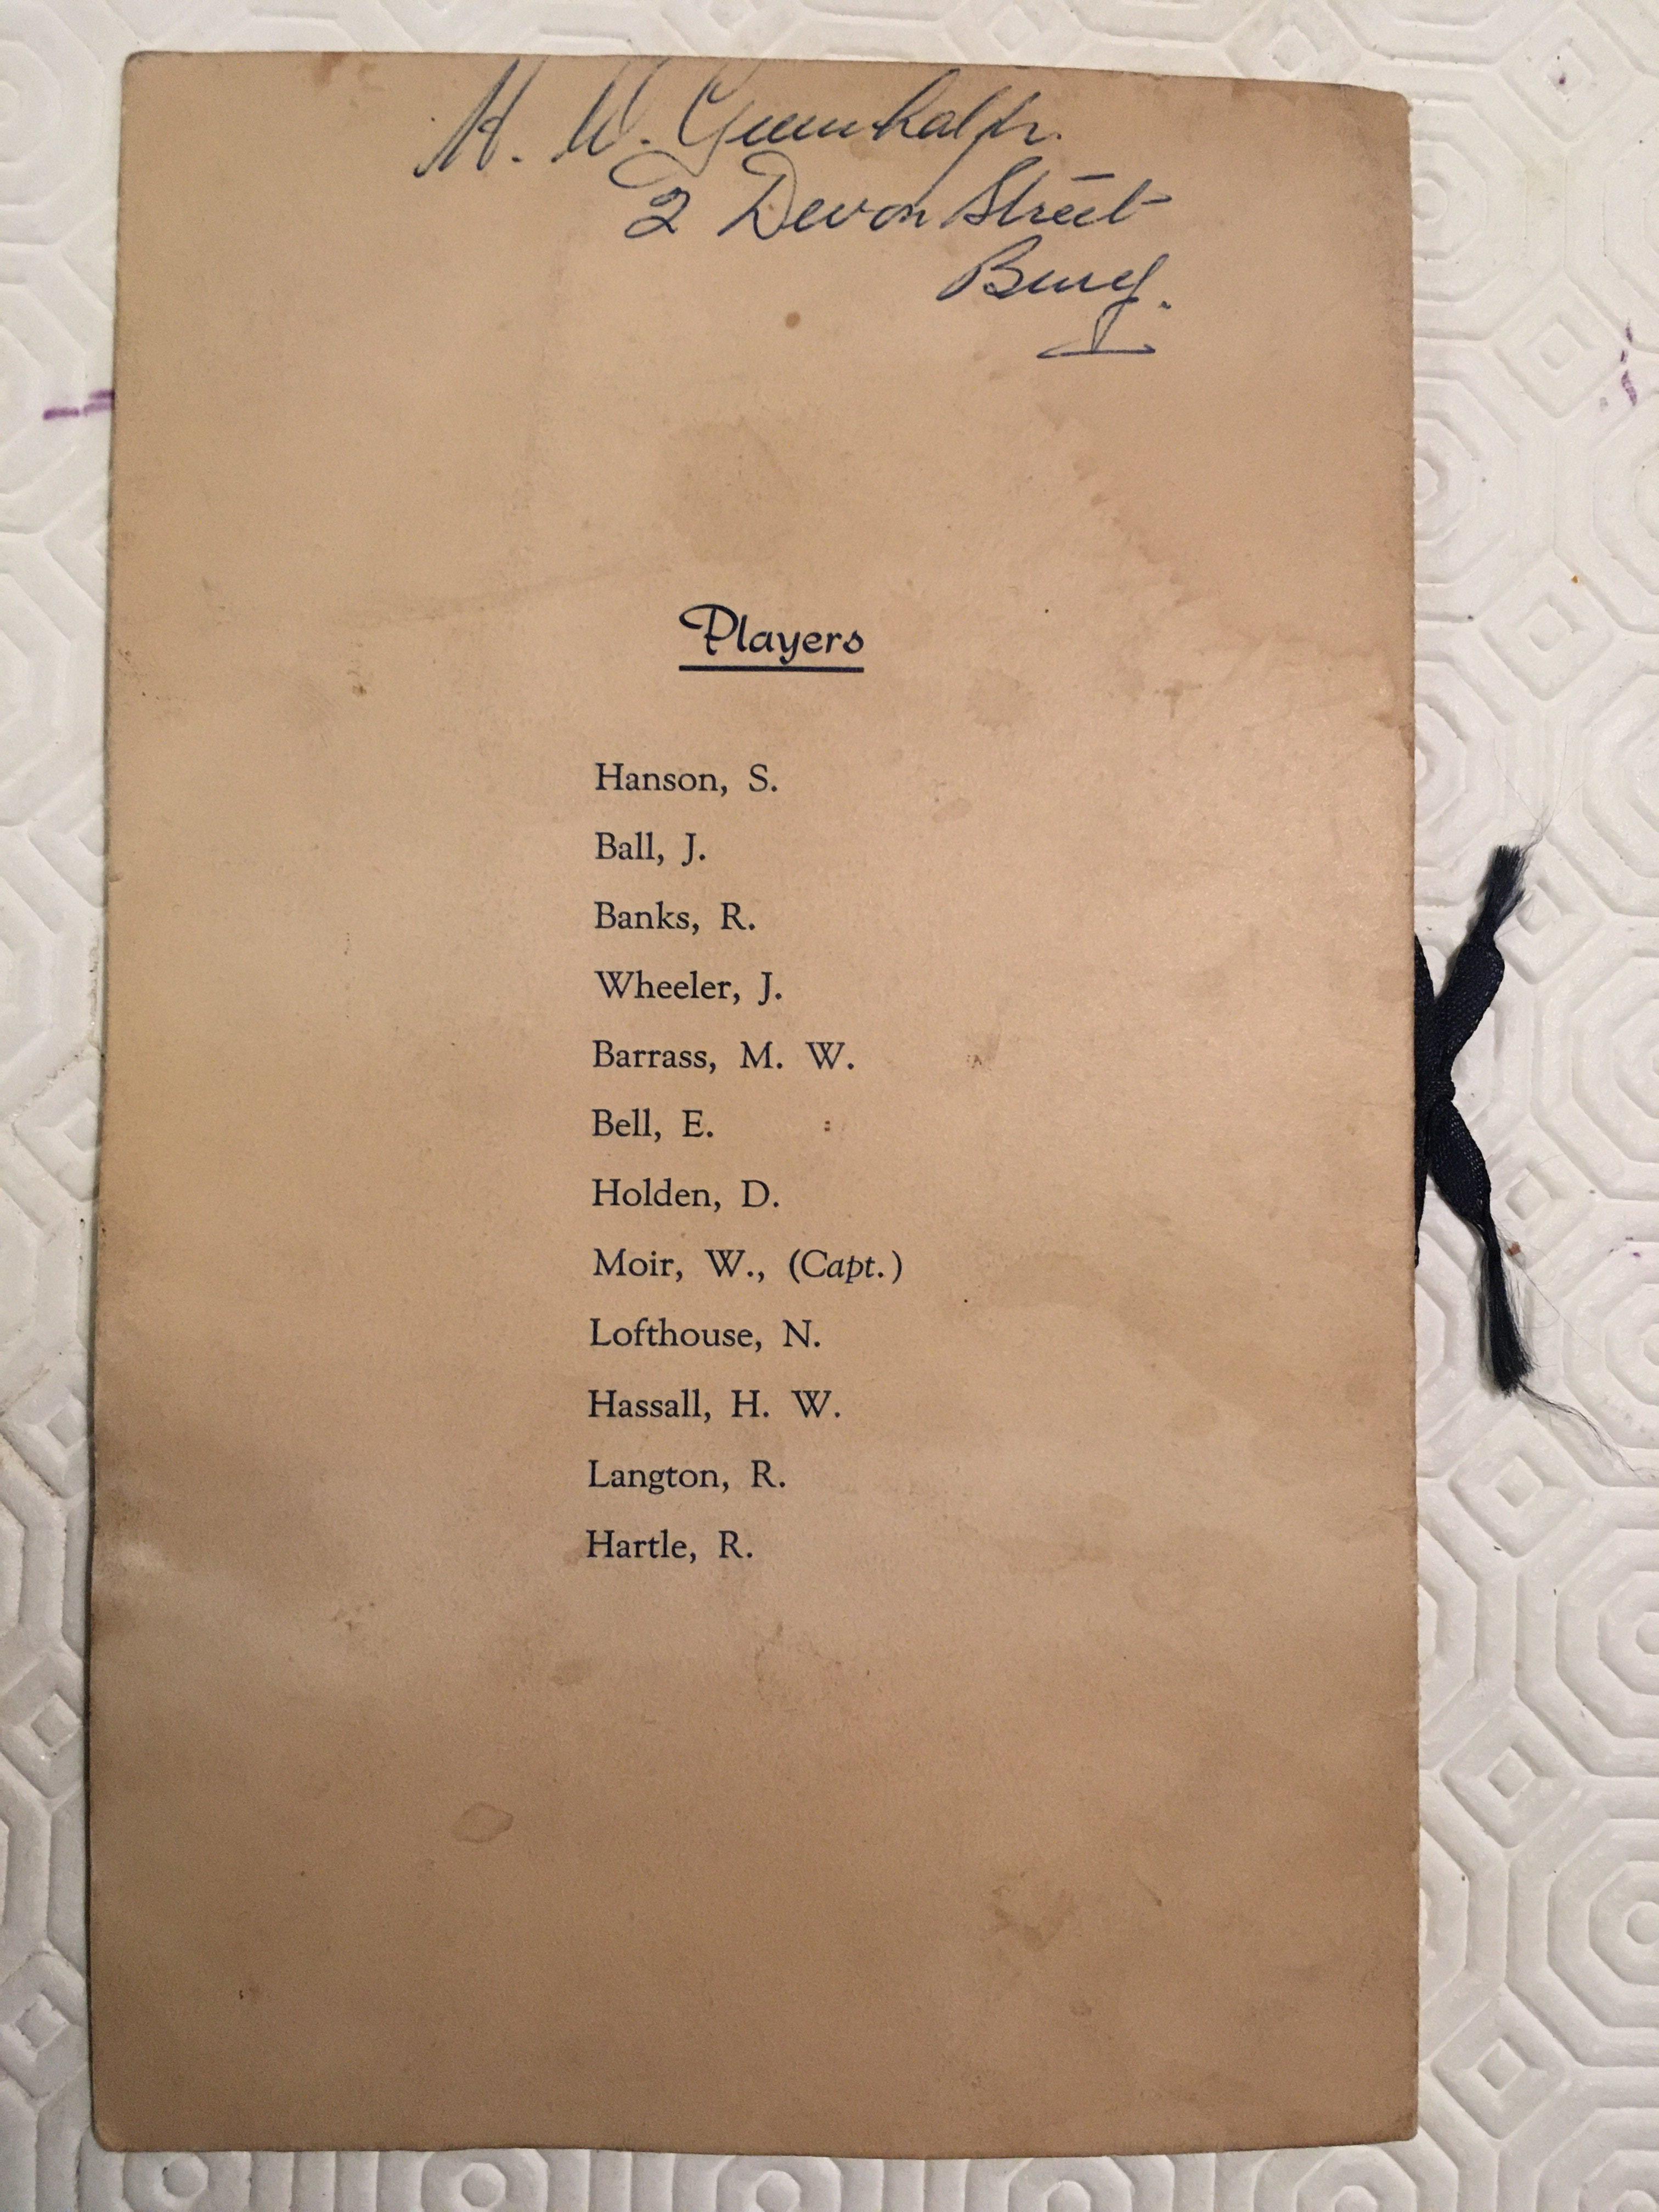 H. W. Greenhalgh.
2 Devon Street
Bury.
Players
Hanson, S.
Ball, J.
Banks, R.
Wheeler, J.
Barrass, M. W.
Bell, E.
Holden, D.
Moir, W., (Capt.)
Lofthouse, N.
Hassall, H. W.
Langton, R.
Hartle, R.